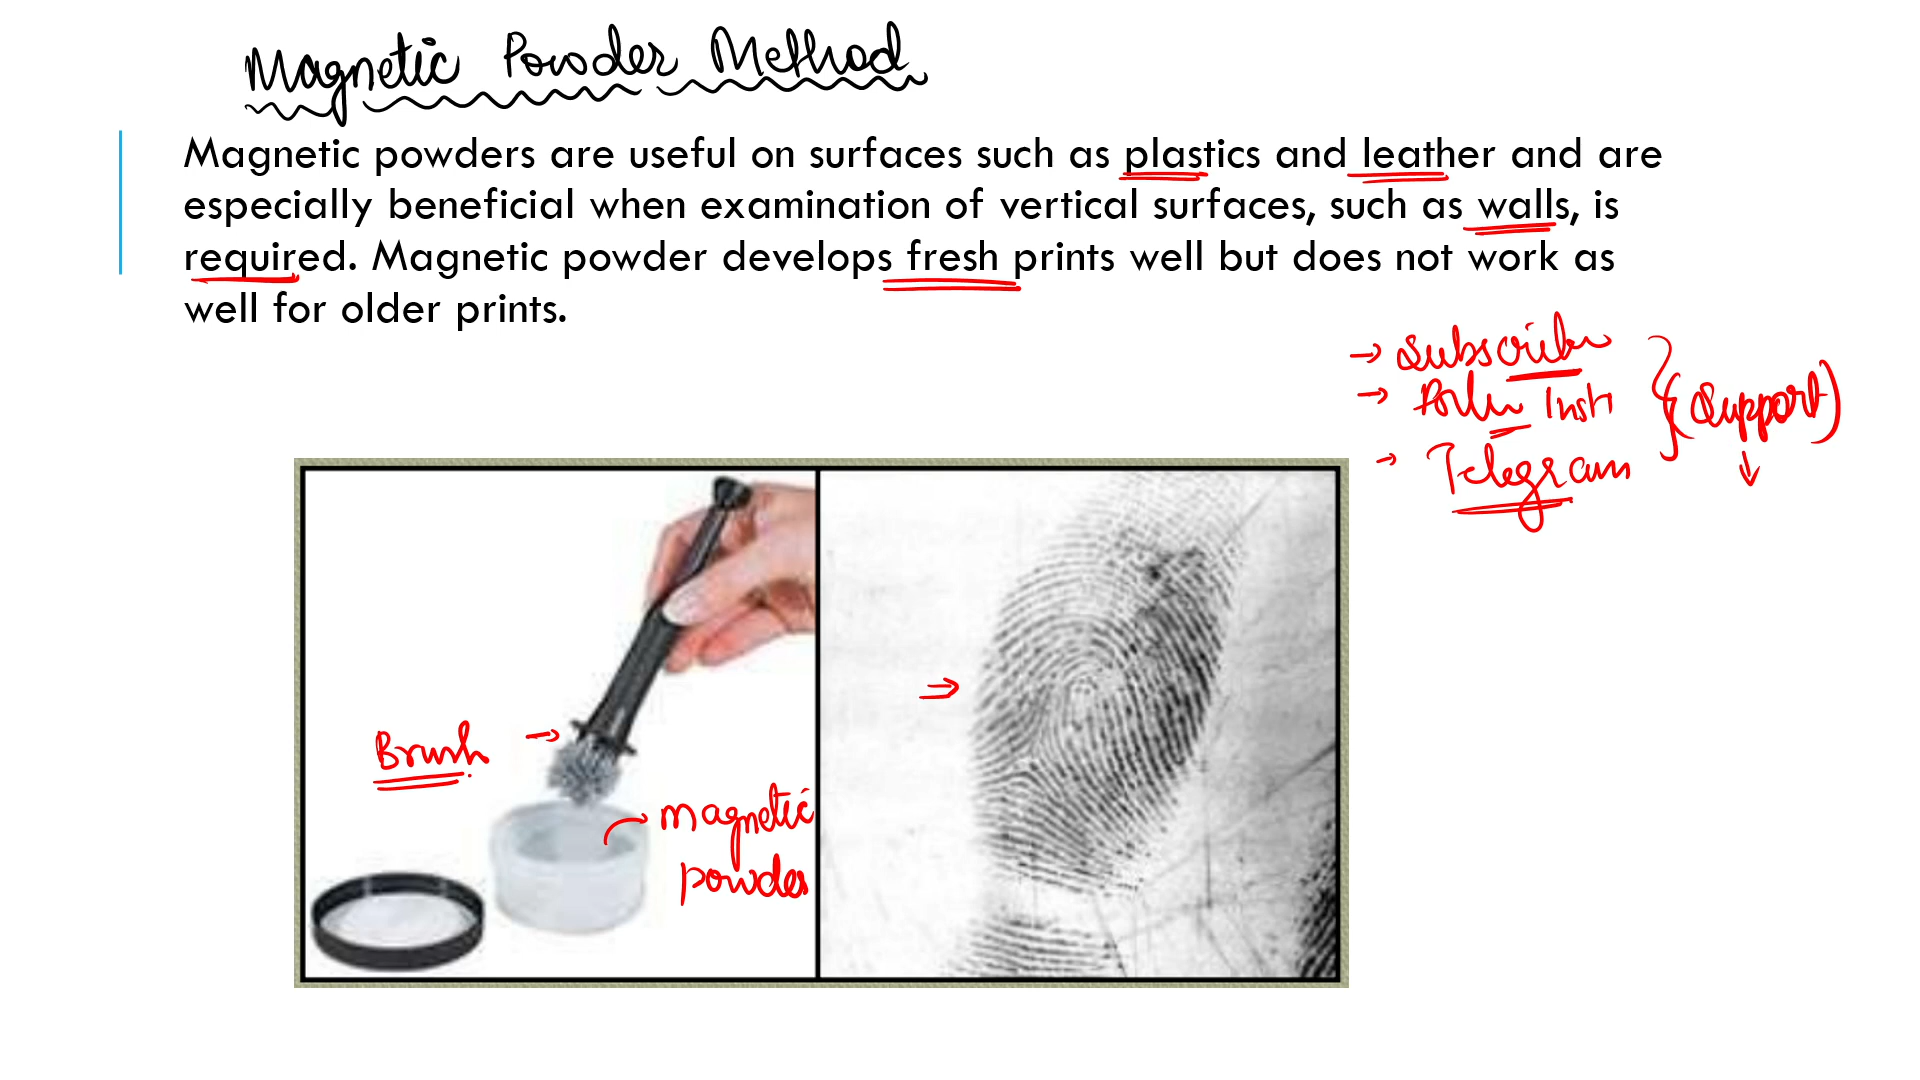 Magnetic Powder Method
Magnetic powders are useful on surfaces such as plastics and leather and are
especially beneficial when examination of vertical surfaces, such as walls, is
required. Magnetic powder develops fresh prints well but does not work as
well for older prints.
→ Subscribe
→ Insta
→ Telegram
(Support)
↓
Brush →
magnetic
powder
⇒